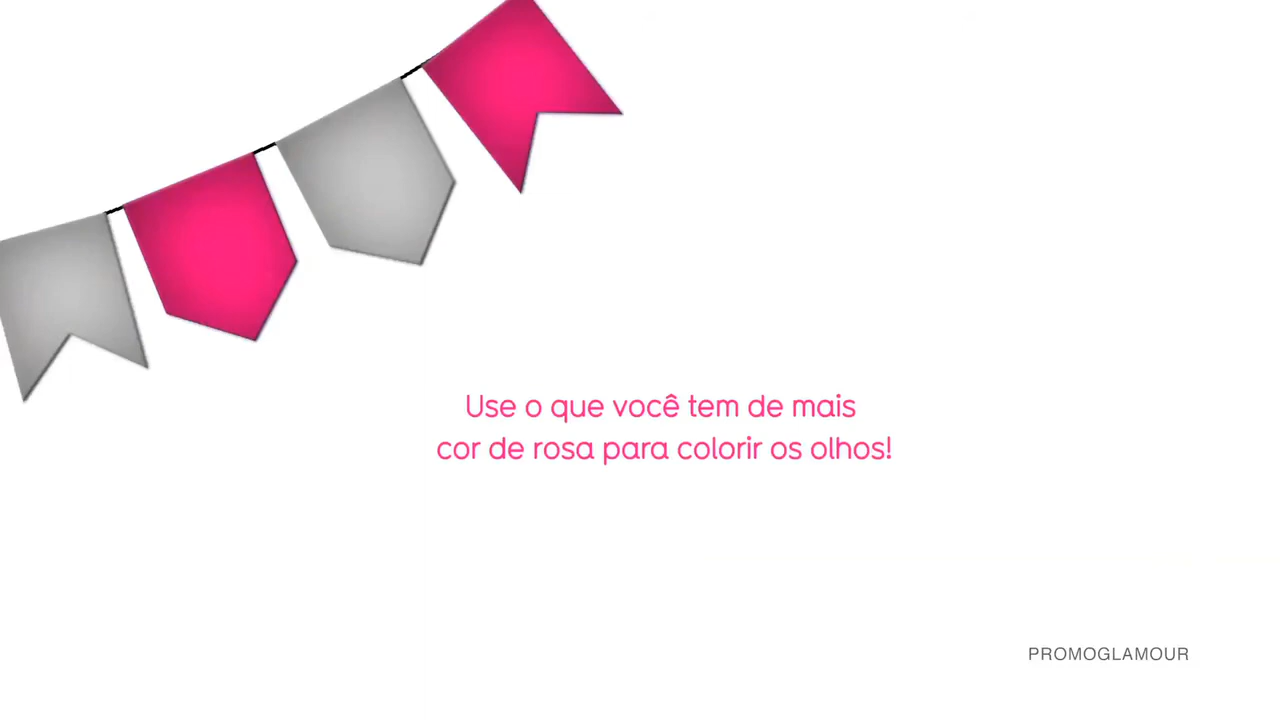 Use o que você tem de mais
cor de rosa para colorir os olhos!
PROMOGLAMOUR